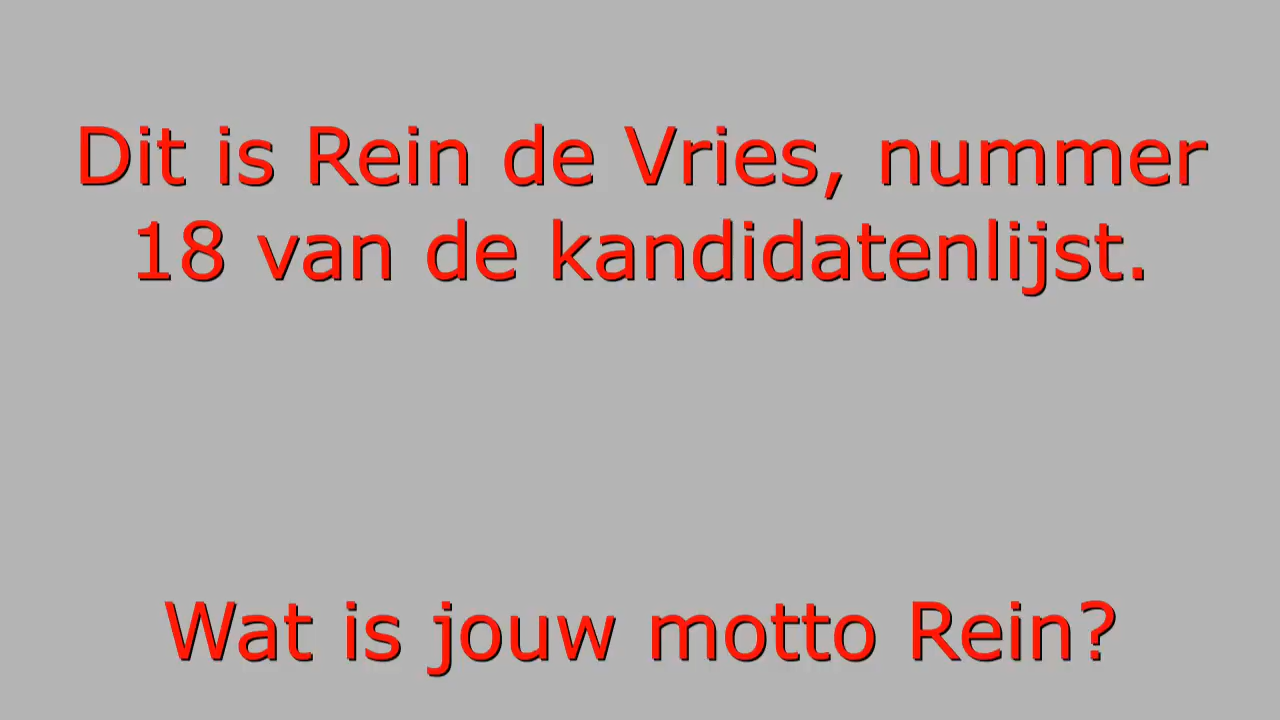 Dit is Rein de Vries, nummer
18 van de kandidatenlijst.
Wat is jouw motto Rein?